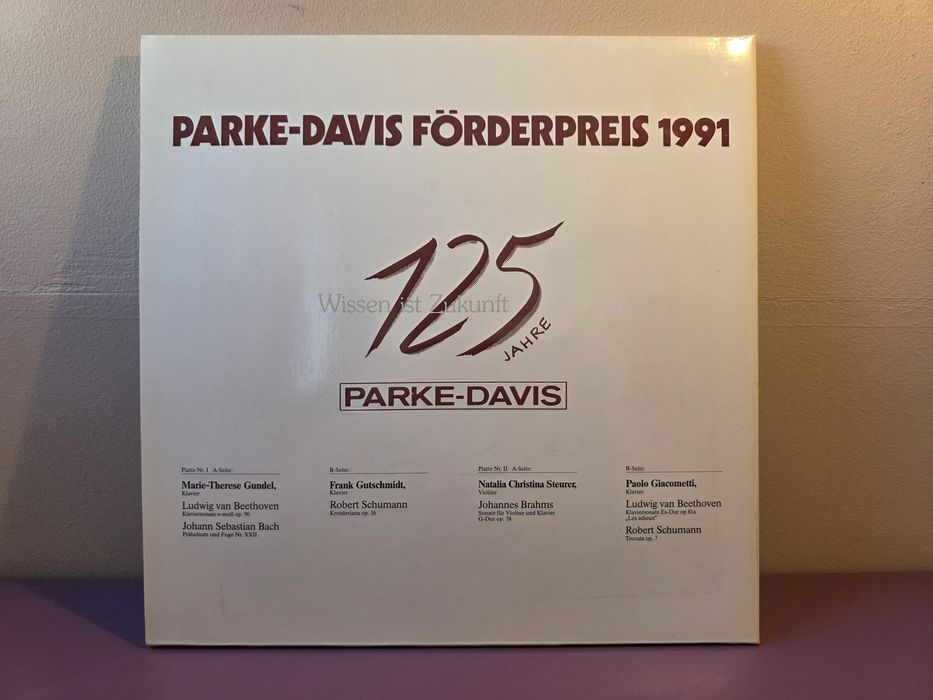 PARKE-DAVIS FÖRDERPREIS 1991
125
Wissen ist Zukunft
JAHRE
PARKE-DAVIS
Platte Nr. I A-Seite:
Marie-Therese Gundel,
Klavier
Ludwig van Beethoven
Klaviersonate e-moll op. 90
Johann Sebastian Bach
Präludium und Fuge Nr. XXII
B-Seite:
Frank Gutschmidt,
Klavier
Robert Schumann
Kreisleriana op. 16
Platte Nr. II A-Seite:
Natalia Christina Steurer,
Violine
Johannes Brahms
Sonate für Violine und Klavier
G-Dur op. 78
B-Seite:
Paolo Giacometti,
Klavier
Ludwig van Beethoven
Klaviersonate Es-Dur op 81a
„Les adieux"
Robert Schumann
Toccata op. 7